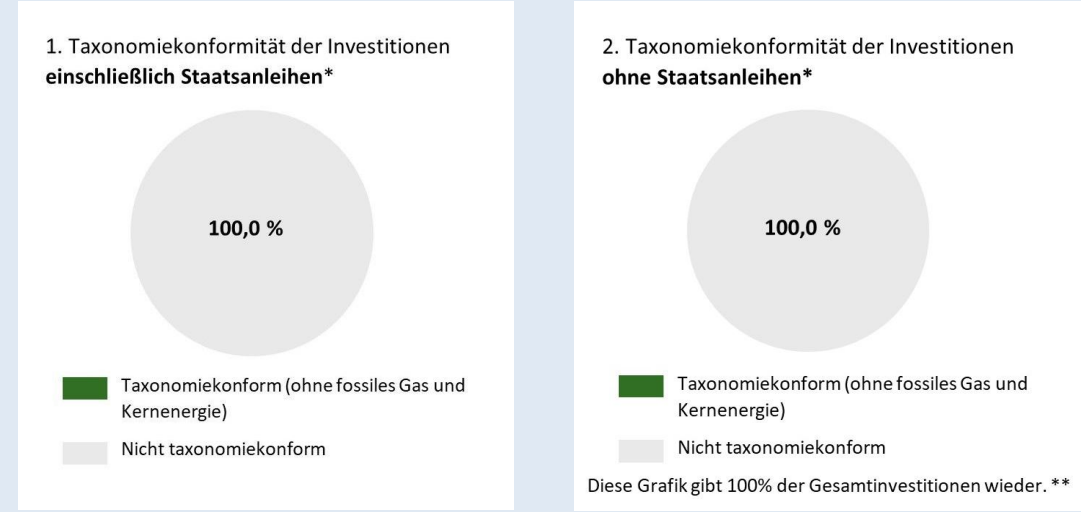 1. Taxonomiekonformität der Investitionen
einschließlich Staatsanleihen*
100,0 %
Taxonomiekonform (ohne fossiles Gas und
Kernenergie)
Nicht taxonomiekonform
2. Taxonomiekonformität der Investitionen
ohne Staatsanleihen*
100,0 %
Taxonomiekonform (ohne fossiles Gas und
Kernenergie)
Nicht taxonomiekonform
Diese Grafik gibt 100% der Gesamtinvestitionen wieder. **